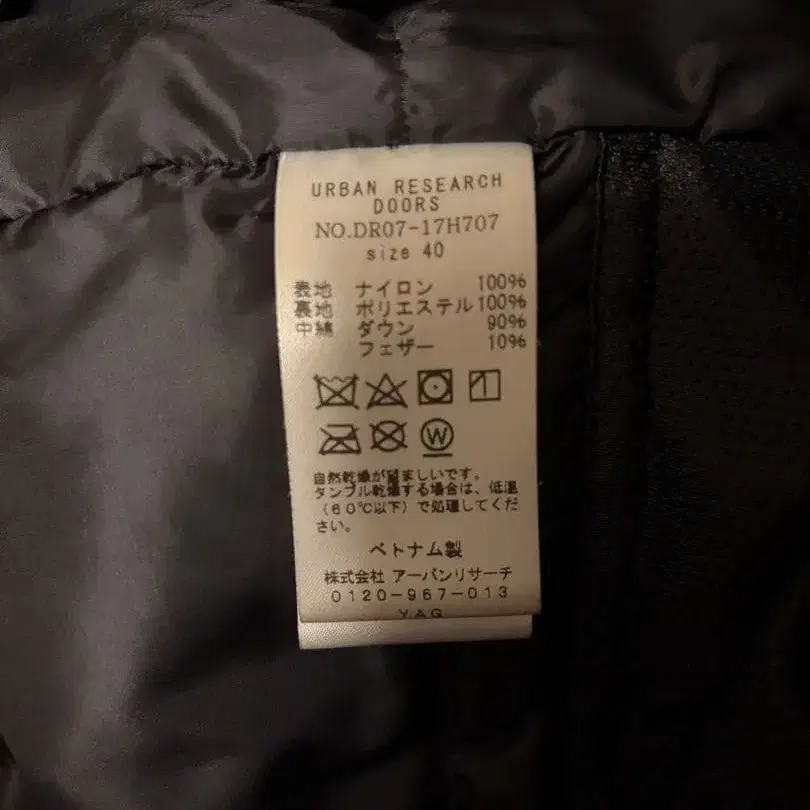 URBAN RESEARCH
DOORS
NO.DR07-17H707
size 40
表地 ナイロン 100%
裏地 ポリエステル 100%
中綿 ダウン 90%
フェザー 10%
W
自然乾燥が望ましいです。
タンブル乾燥する場合は、低温
(60℃以下)で処理してくだ
さい。
ベトナム製
株式会社 アーバンリサーチ
0120-967-013
YAG